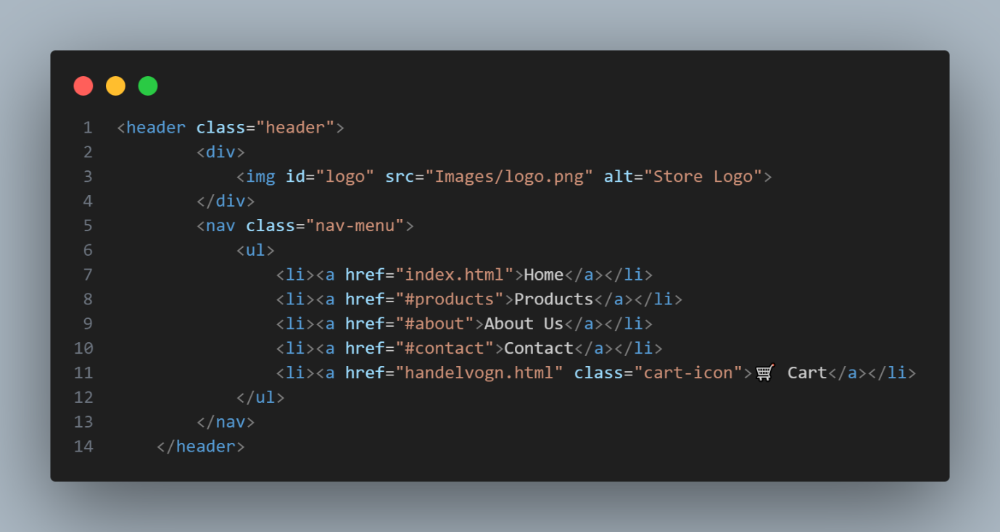 1 <header class="header">
2         <div>
3             <img id="logo" src="Images/logo.png" alt="Store Logo">
4         </div>
5         <nav class="nav-menu">
6             <ul>
7                 <li><a href="index.html">Home</a></li>
8                 <li><a href="#products">Products</a></li>
9                 <li><a href="#about">About Us</a></li>
10                 <li><a href="#contact">Contact</a></li>
11                 <li><a href="handelvogn.html" class="cart-icon">🛒 Cart</a></li>
12             </ul>
13         </nav>
14     </header>